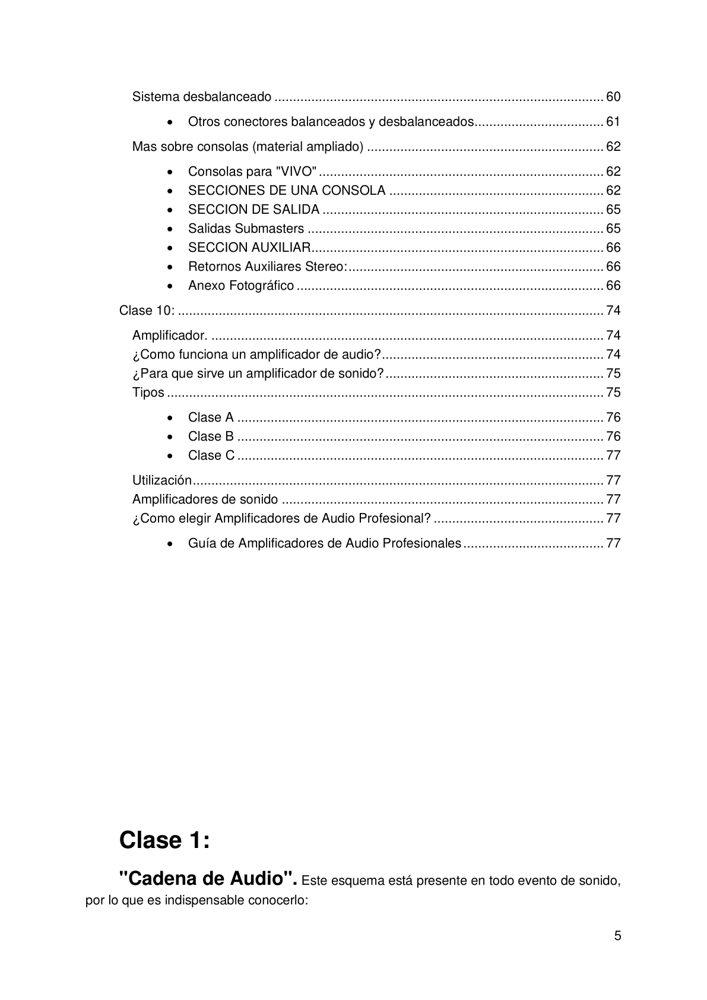 Sistema desbalanceado ........................................................................................ 60
• Otros conectores balanceados y desbalanceados................................... 61
Mas sobre consolas (material ampliado) ................................................................ 62
• Consolas para "VIVO" ............................................................................. 62
• SECCIONES DE UNA CONSOLA .......................................................... 62
• SECCION DE SALIDA ............................................................................ 65
• Salidas Submasters ................................................................................ 65
• SECCION AUXILIAR............................................................................... 66
• Retornos Auxiliares Stereo:..................................................................... 66
• Anexo Fotográfico ................................................................................... 66
Clase 10: ................................................................................................................... 74
Amplificador. .......................................................................................................... 74
¿Como funciona un amplificador de audio?............................................................ 74
¿Para que sirve un amplificador de sonido?........................................................... 75
Tipos ...................................................................................................................... 75
• Clase A ................................................................................................... 76
• Clase B ................................................................................................... 76
• Clase C ................................................................................................... 77
Utilización............................................................................................................... 77
Amplificadores de sonido ....................................................................................... 77
¿Como elegir Amplificadores de Audio Profesional? .............................................. 77
• Guía de Amplificadores de Audio Profesionales...................................... 77
Clase 1:
"Cadena de Audio". Este esquema está presente en todo evento de sonido,
por lo que es indispensable conocerlo:
5